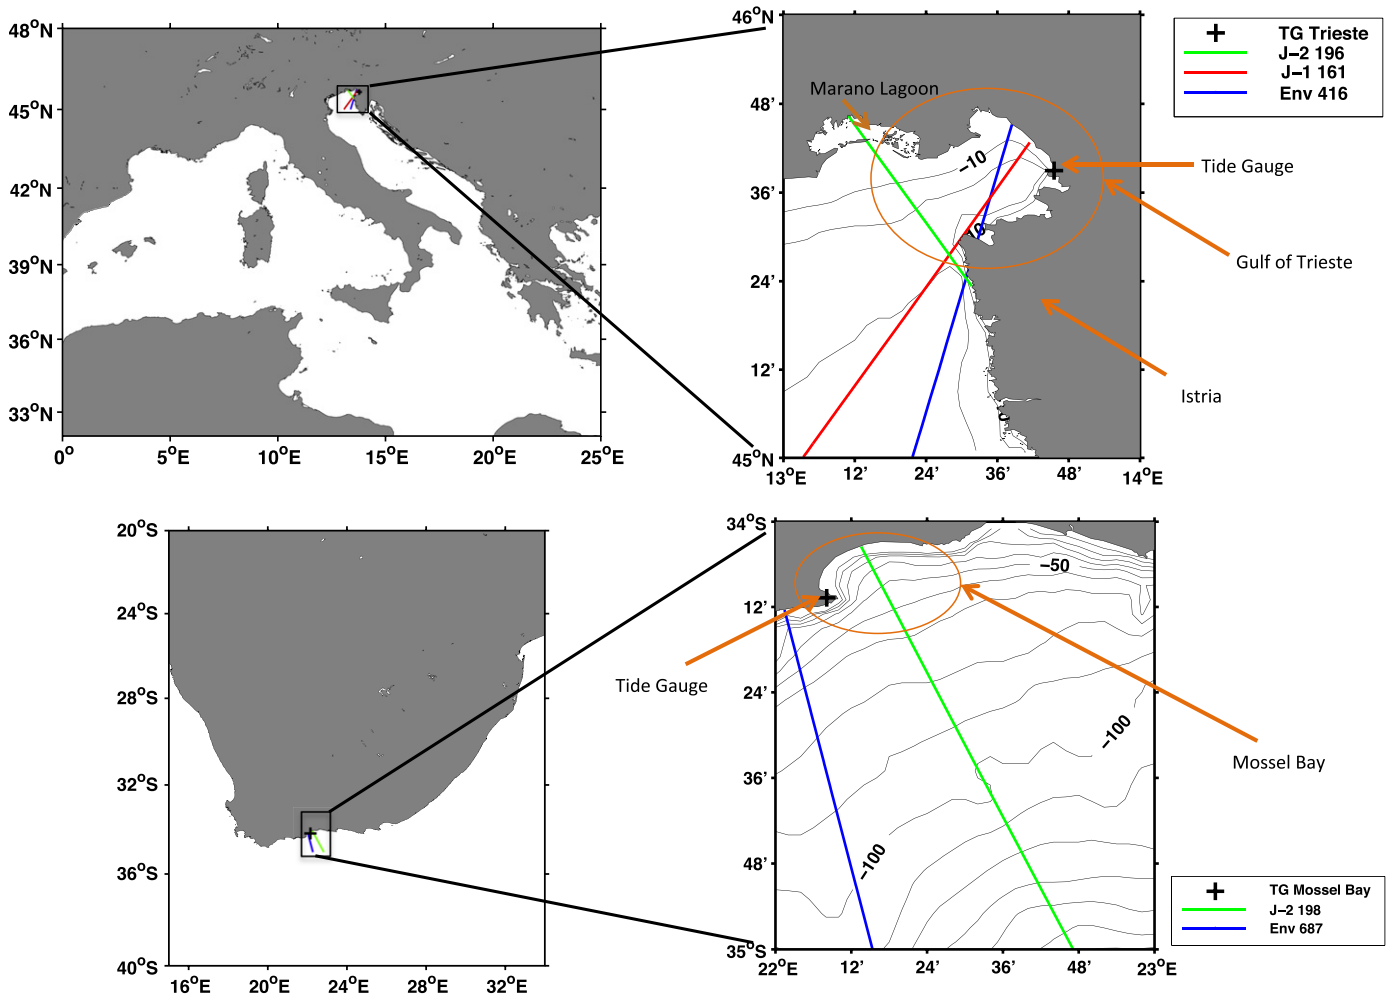 48°N
45°N
42°N
39°N
36°N
33°N
0°
5°E
10°E
15°E
20°E
25°E
46°N
48'
36'
24'
12'
45°N
13°E
12'
24'
36'
48'
14°E
Marano Lagoon
−10
TG Trieste
J−2 196
J−1 161
Env 416
Tide Gauge
Gulf of Trieste
Istria
20°S
24°S
28°S
32°S
36°S
40°S
16°E
20°E
24°E
28°E
32°E
34°S
12'
24'
36'
48'
35°S
22°E
12'
24'
36'
48'
23°E
−50
−100
−100
Tide Gauge
Mossel Bay
TG Mossel Bay
J−2 198
Env 687